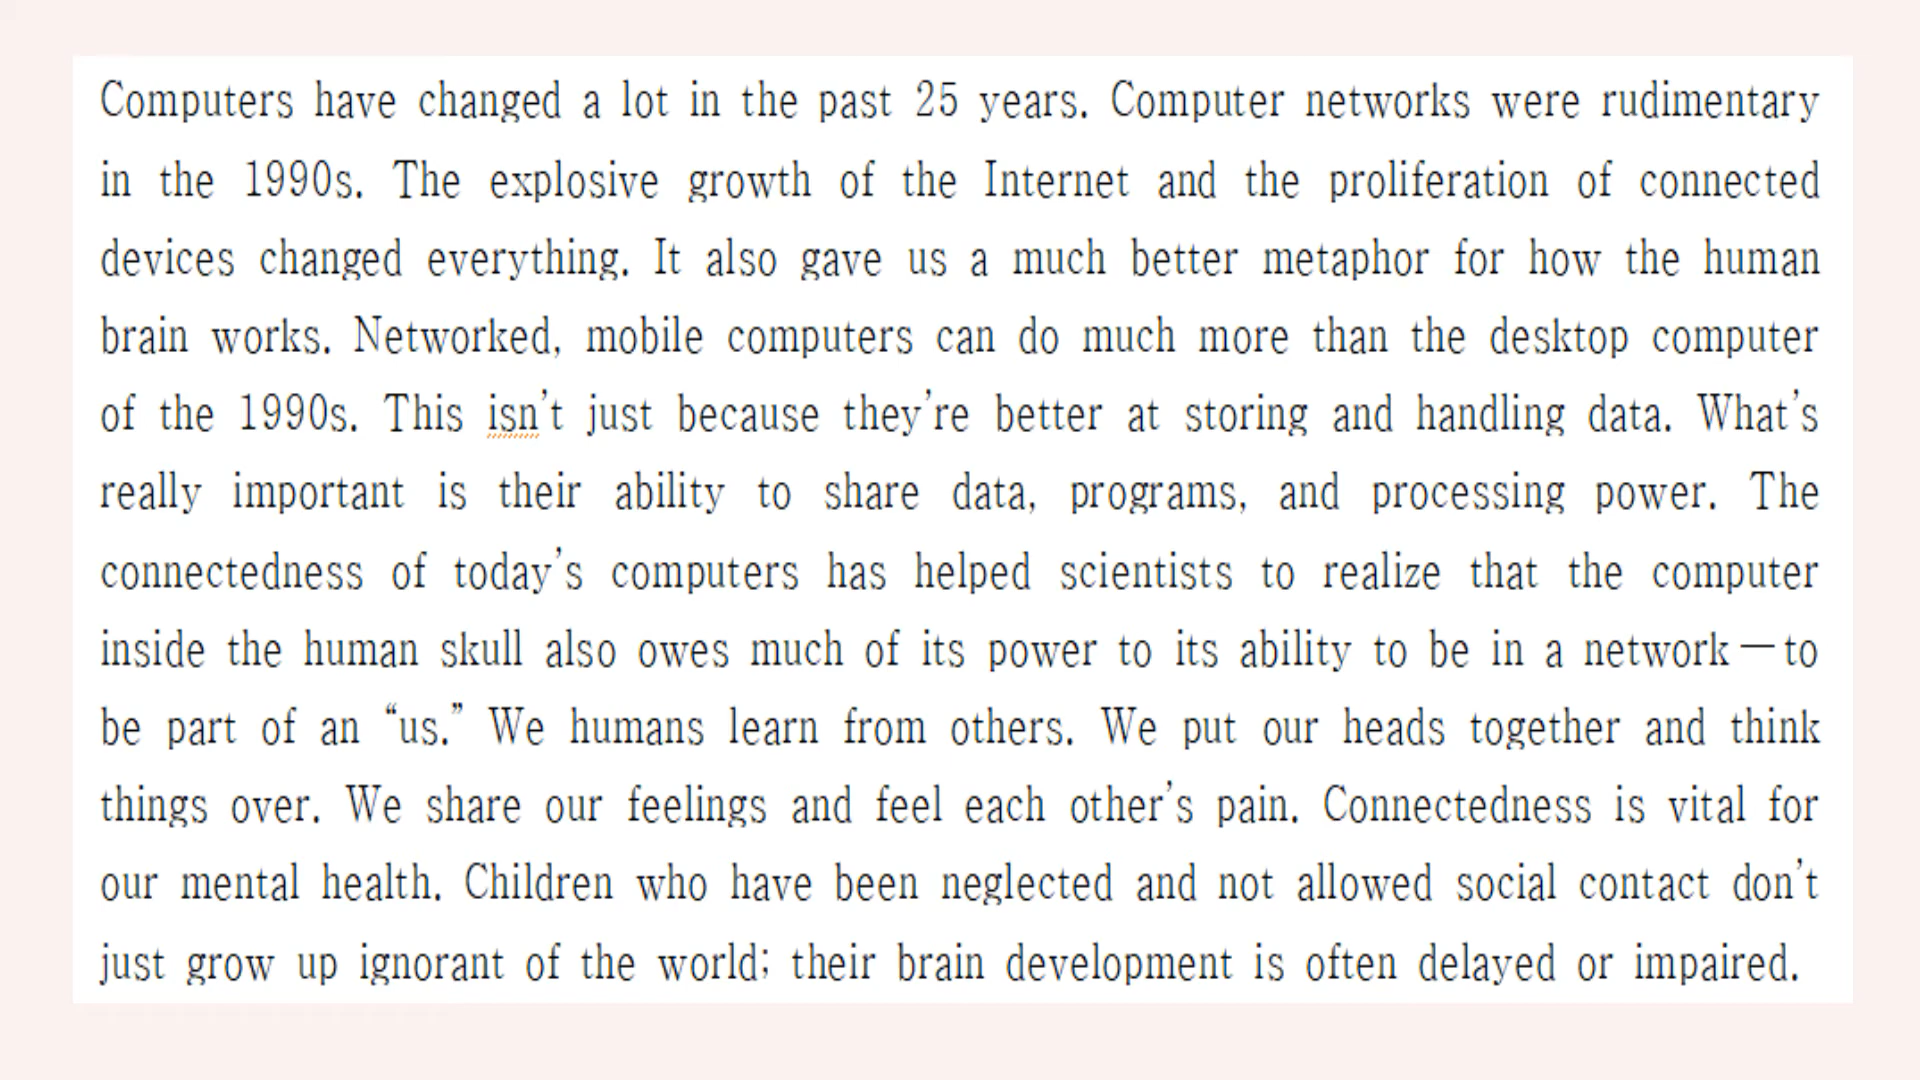 Computers have changed a lot in the past 25 years. Computer networks were rudimentary
in the 1990s. The explosive growth of the Internet and the proliferation of connected
devices changed everything. It also gave us a much better metaphor for how the human
brain works. Networked, mobile computers can do much more than the desktop computer
of the 1990s. This isn’t just because they’re better at storing and handling data. What’s
really important is their ability to share data, programs, and processing power. The
connectedness of today’s computers has helped scientists to realize that the computer
inside the human skull also owes much of its power to its ability to be in a network—to
be part of an “us.” We humans learn from others. We put our heads together and think
things over. We share our feelings and feel each other’s pain. Connectedness is vital for
our mental health. Children who have been neglected and not allowed social contact don’t
just grow up ignorant of the world; their brain development is often delayed or impaired.